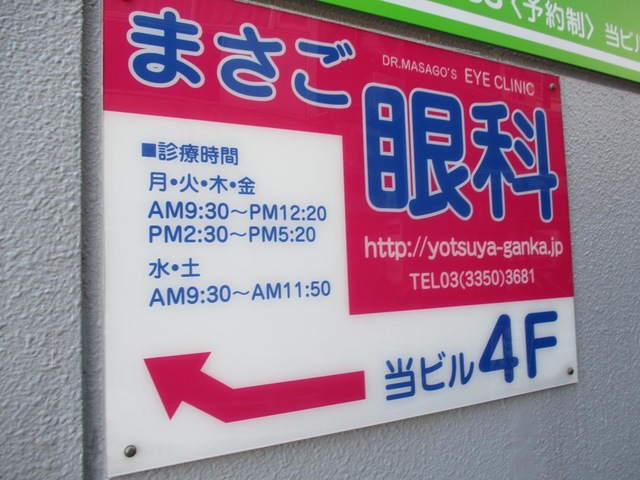 〈予約制〉 当ビル
まさご
DR.MASAGO'S EYE CLINIC
眼科
■診療時間
月・火・木・金
AM9:30〜PM12:20
PM2:30〜PM5:20
水・土
AM9:30〜AM11:50
http://yotsuya-ganka.jp
TEL03(3350)3681
当ビル4F